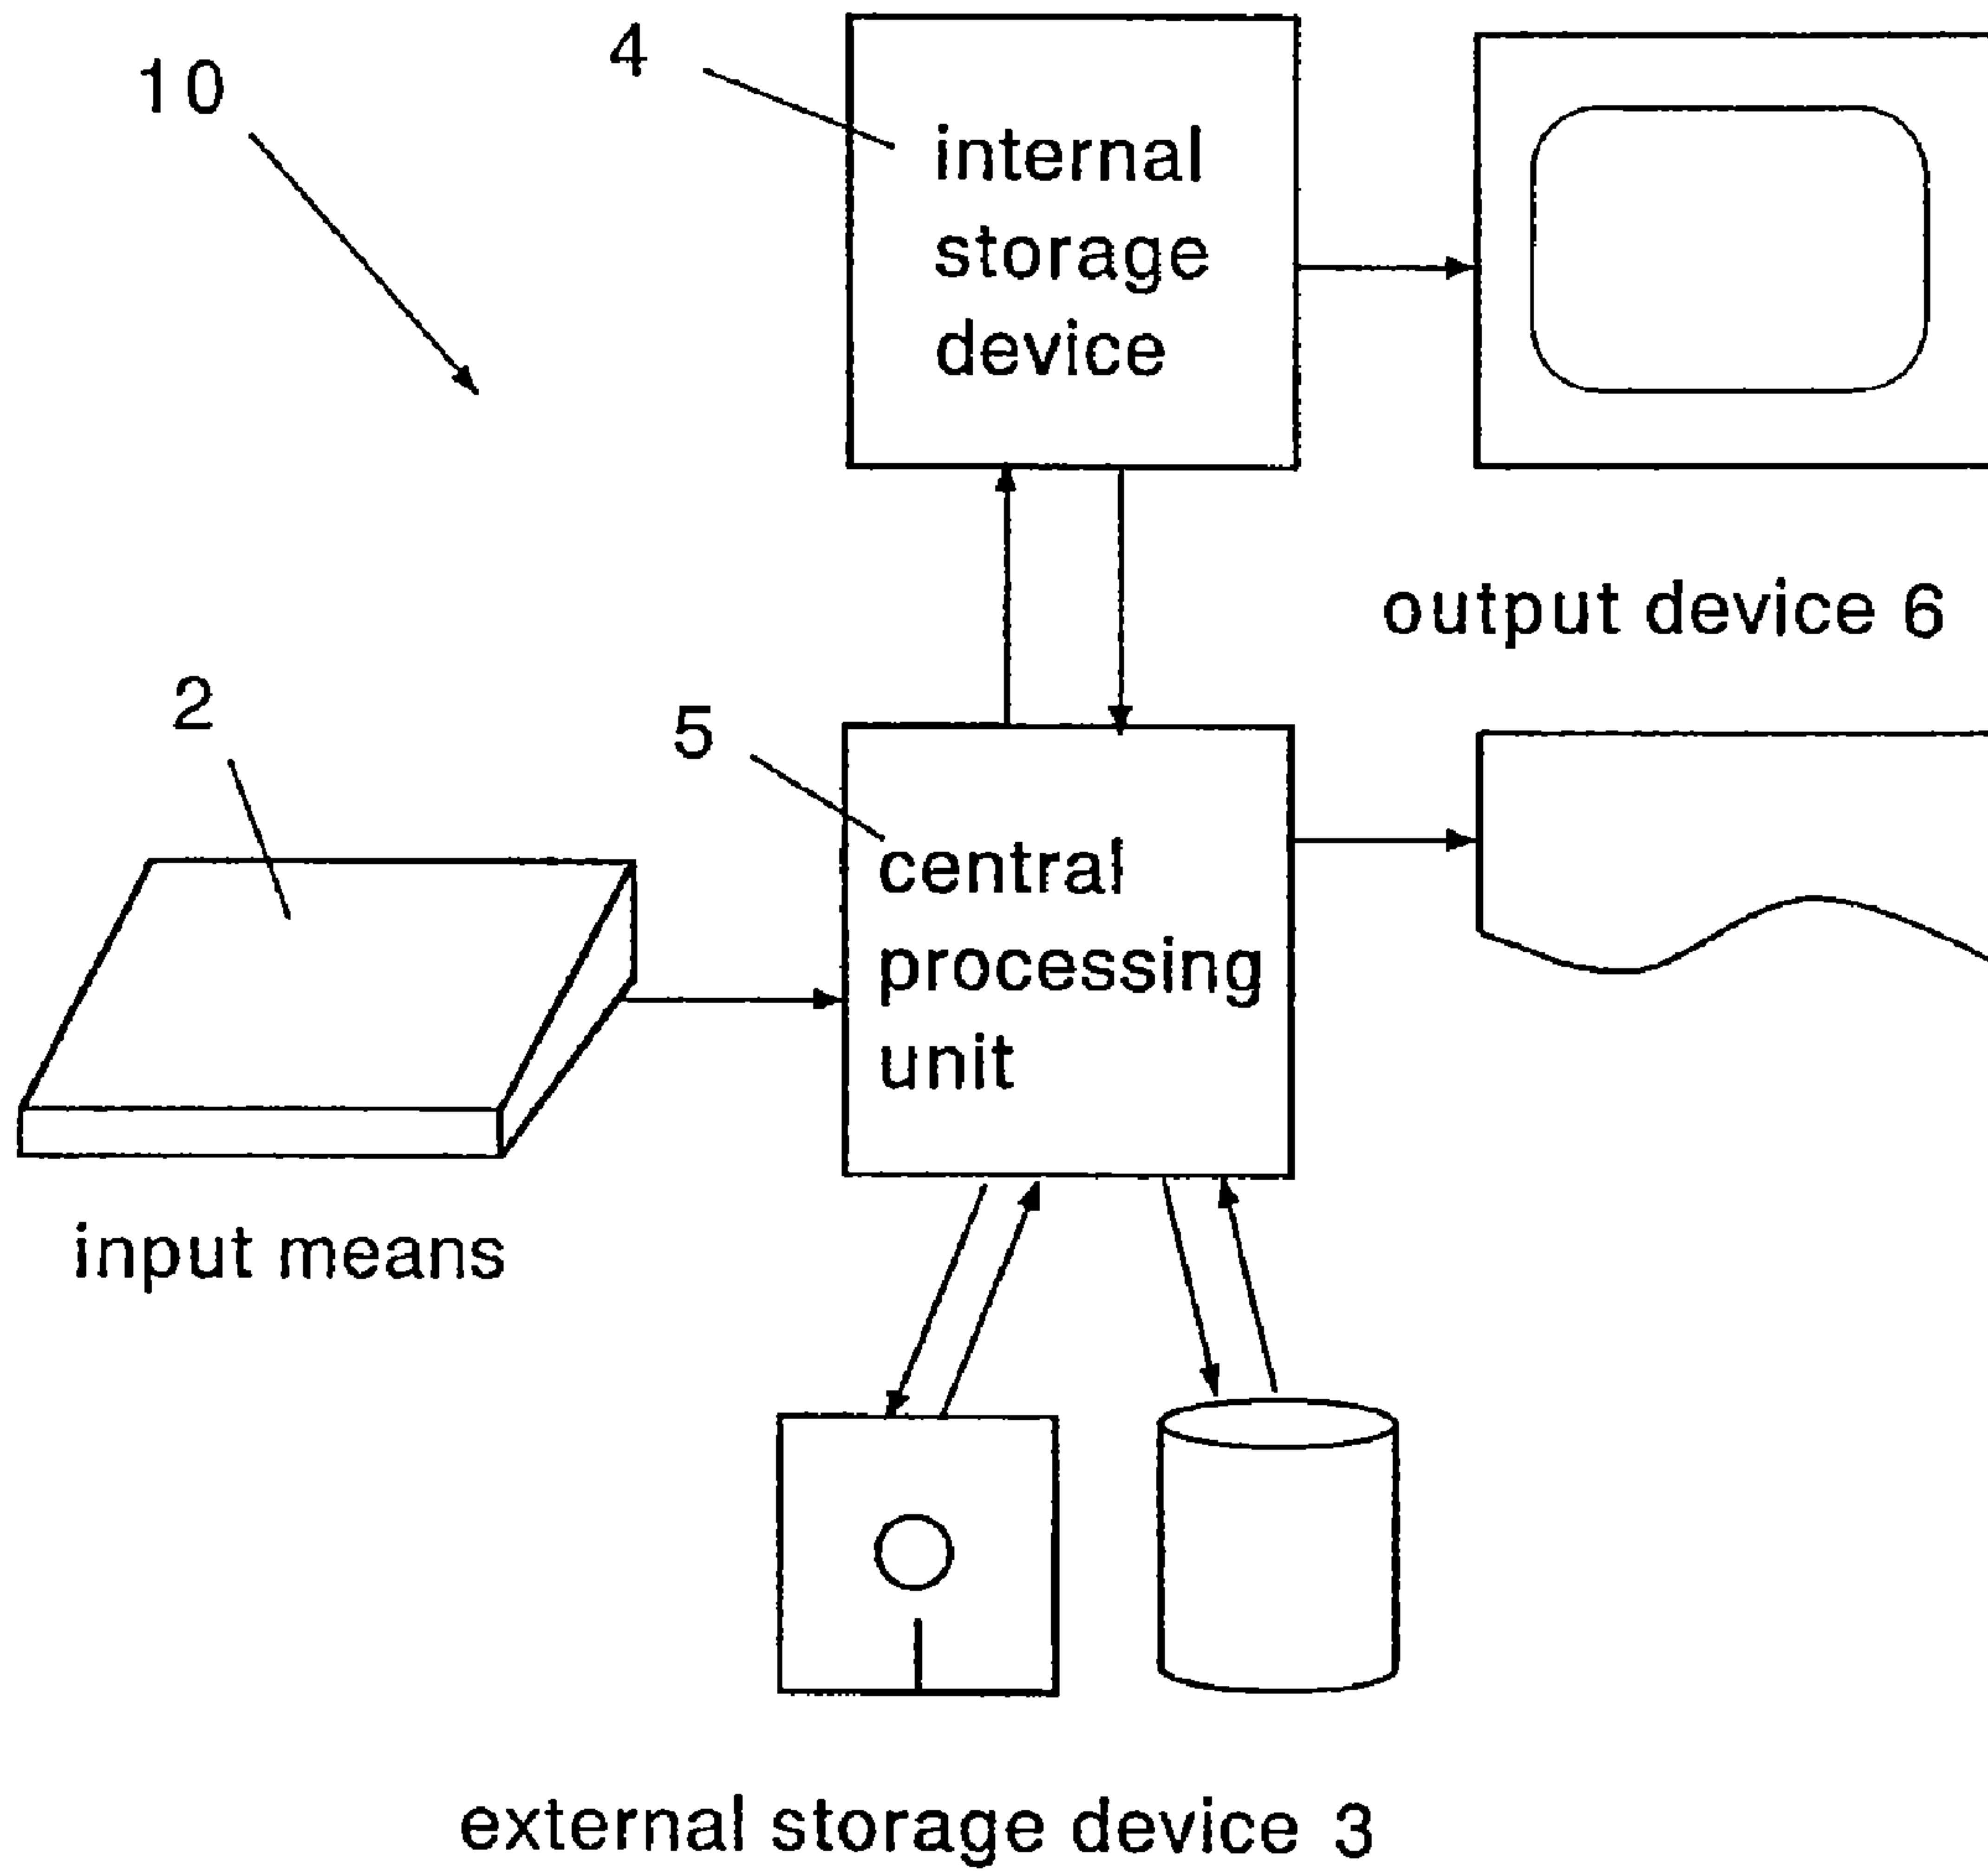 10
4
internal
storage
device
output device 6
2
5
central
processing
unit
input means
external storage device 3